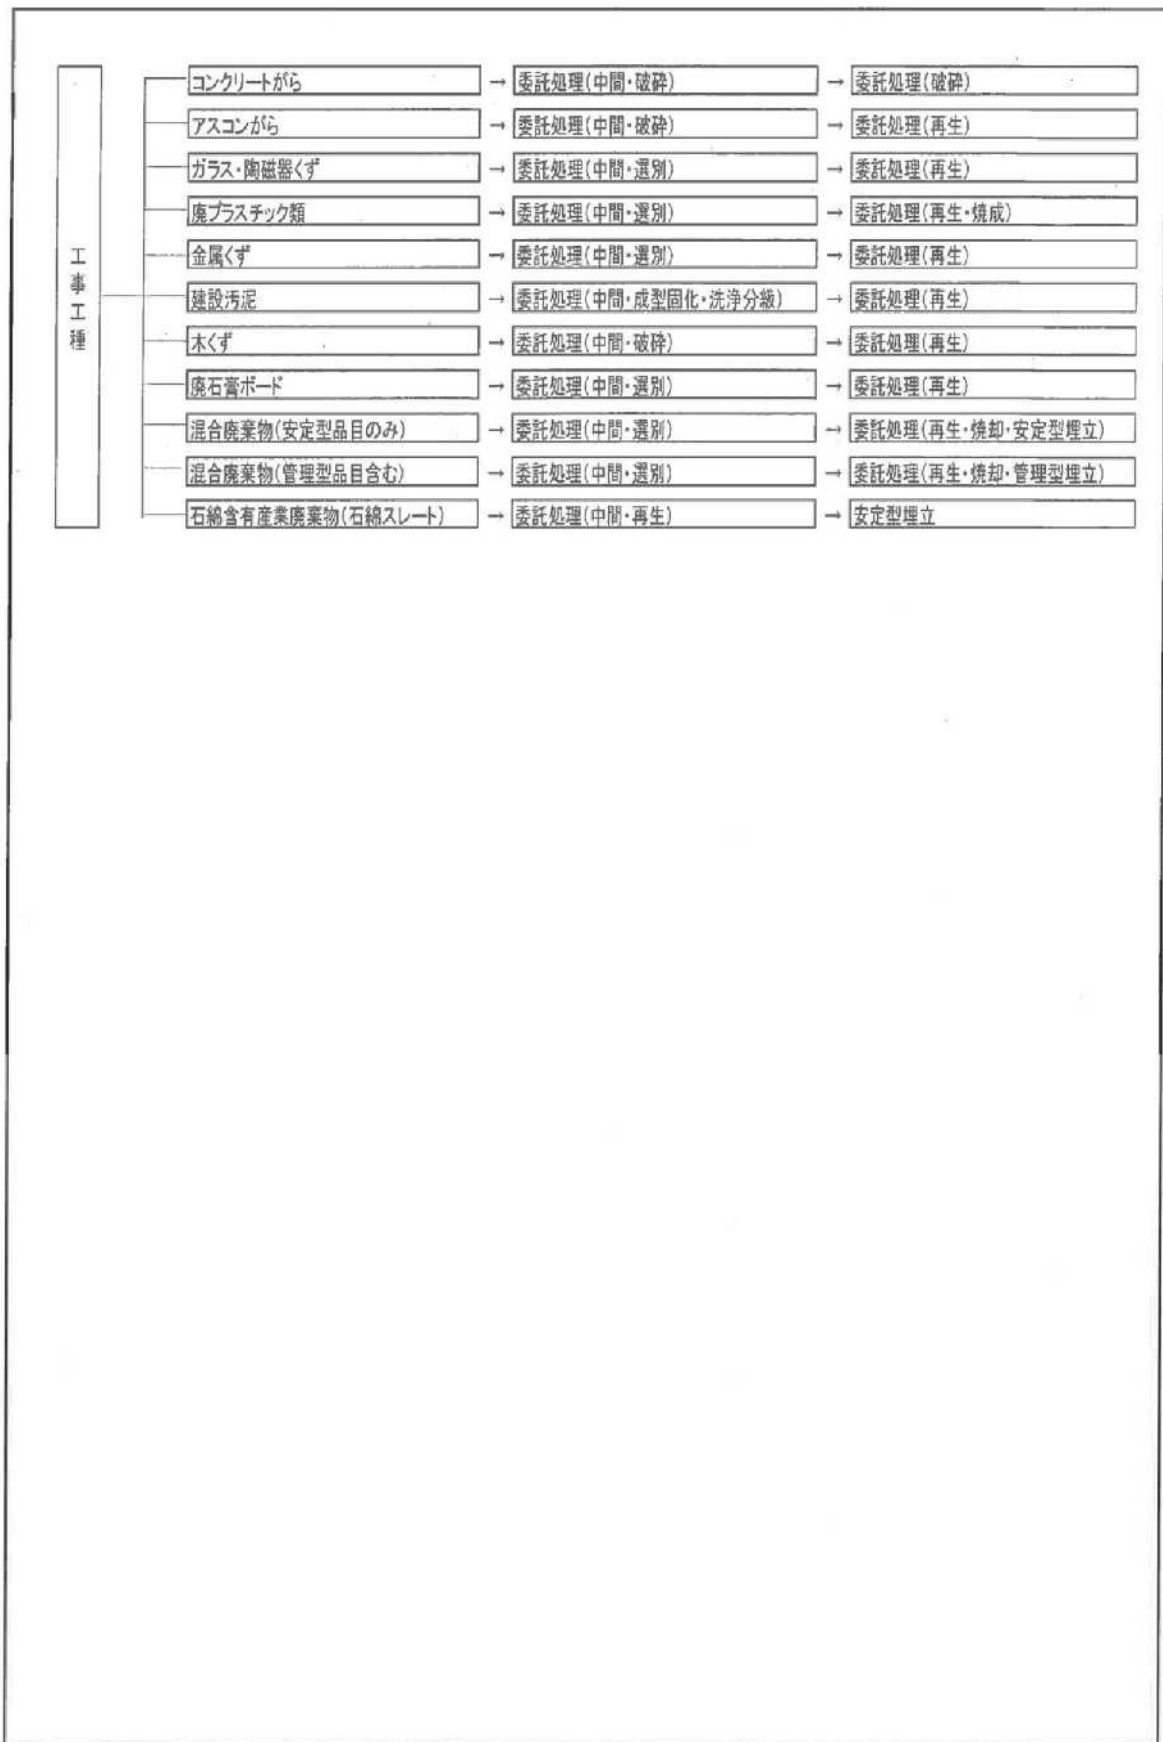 工事工種
コンクリートがら → 委託処理(中間・破砕) → 委託処理(破砕)
アスコンがら → 委託処理(中間・破砕) → 委託処理(再生)
ガラス・陶磁器くず → 委託処理(中間・選別) → 委託処理(再生)
廃プラスチック類 → 委託処理(中間・選別) → 委託処理(再生・焼成)
金属くず → 委託処理(中間・選別) → 委託処理(再生)
建設汚泥 → 委託処理(中間・成型固化・洗浄分級) → 委託処理(再生)
木くず → 委託処理(中間・破砕) → 委託処理(再生)
廃石膏ボード → 委託処理(中間・選別) → 委託処理(再生)
混合廃棄物(安定型品目のみ) → 委託処理(中間・選別) → 委託処理(再生・焼却・安定型埋立)
混合廃棄物(管理型品目含む) → 委託処理(中間・選別) → 委託処理(再生・焼却・管理型埋立)
石綿含有産業廃棄物(石綿スレート) → 委託処理(中間・再生) → 安定型埋立